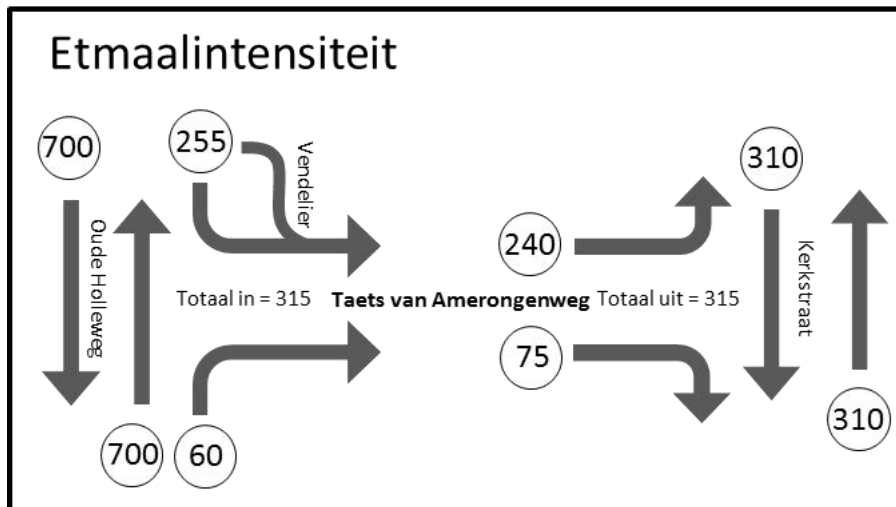 Etmaalintensiteit
700
255
Vendelier
310
Oude Holleweg
240
Kerkstraat
Totaal in = 315
Taets van Amerongenweg
Totaal uit = 315
75
310
700
60